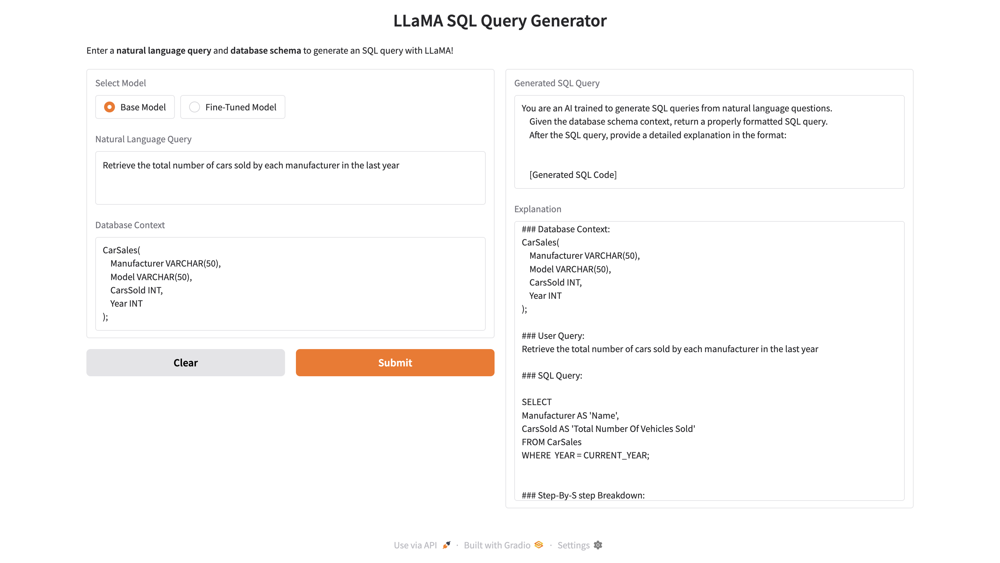 LLaMA SQL Query Generator
Enter a natural language query and database schema to generate an SQL query with LLaMA!
Select Model
Base Model
Fine-Tuned Model
Natural Language Query
Retrieve the total number of cars sold by each manufacturer in the last year
Database Context
CarSales(
    Manufacturer VARCHAR(50),
    Model VARCHAR(50),
    CarsSold INT,
    Year INT
);
Clear
Submit
Generated SQL Query
You are an AI trained to generate SQL queries from natural language questions.
    Given the database schema context, return a properly formatted SQL query.
    After the SQL query, provide a detailed explanation in the format:
    [Generated SQL Code]
Explanation
### Database Context:
CarSales(
    Manufacturer VARCHAR(50),
    Model VARCHAR(50),
    CarsSold INT,
    Year INT
);
### User Query:
Retrieve the total number of cars sold by each manufacturer in the last year
### SQL Query:
SELECT
Manufacturer AS 'Name',
CarsSold AS 'Total Number Of Vehicles Sold'
FROM CarSales
WHERE  YEAR = CURRENT_YEAR;
### Step-By-S step Breakdown:
Use via API · Built with Gradio · Settings